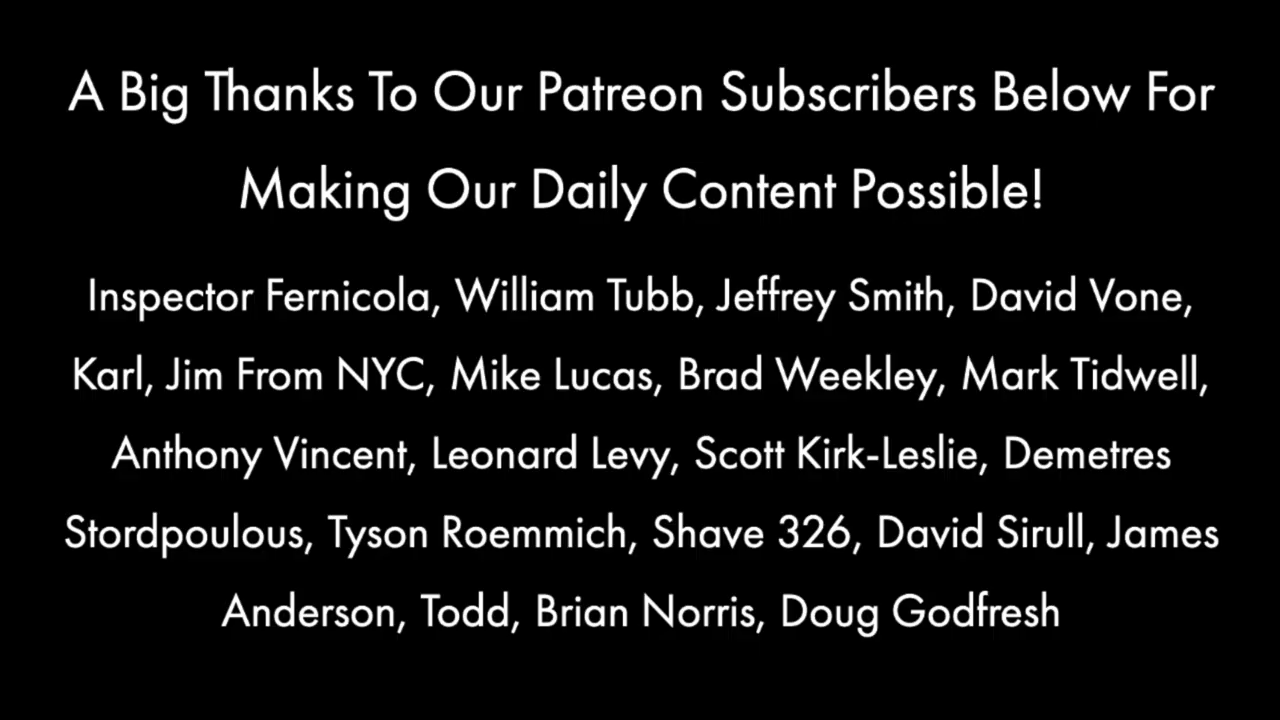 A Big Thanks To Our Patreon Subscribers Below For
Making Our Daily Content Possible!
Inspector Fernicola, William Tubb, Jeffrey Smith, David Vone,
Karl, Jim From NYC, Mike Lucas, Brad Weekley, Mark Tidwell,
Anthony Vincent, Leonard Levy, Scott Kirk-Leslie, Demetres
Stordpoulous, Tyson Roemmich, Shave 326, David Sirull, James
Anderson, Todd, Brian Norris, Doug Godfresh